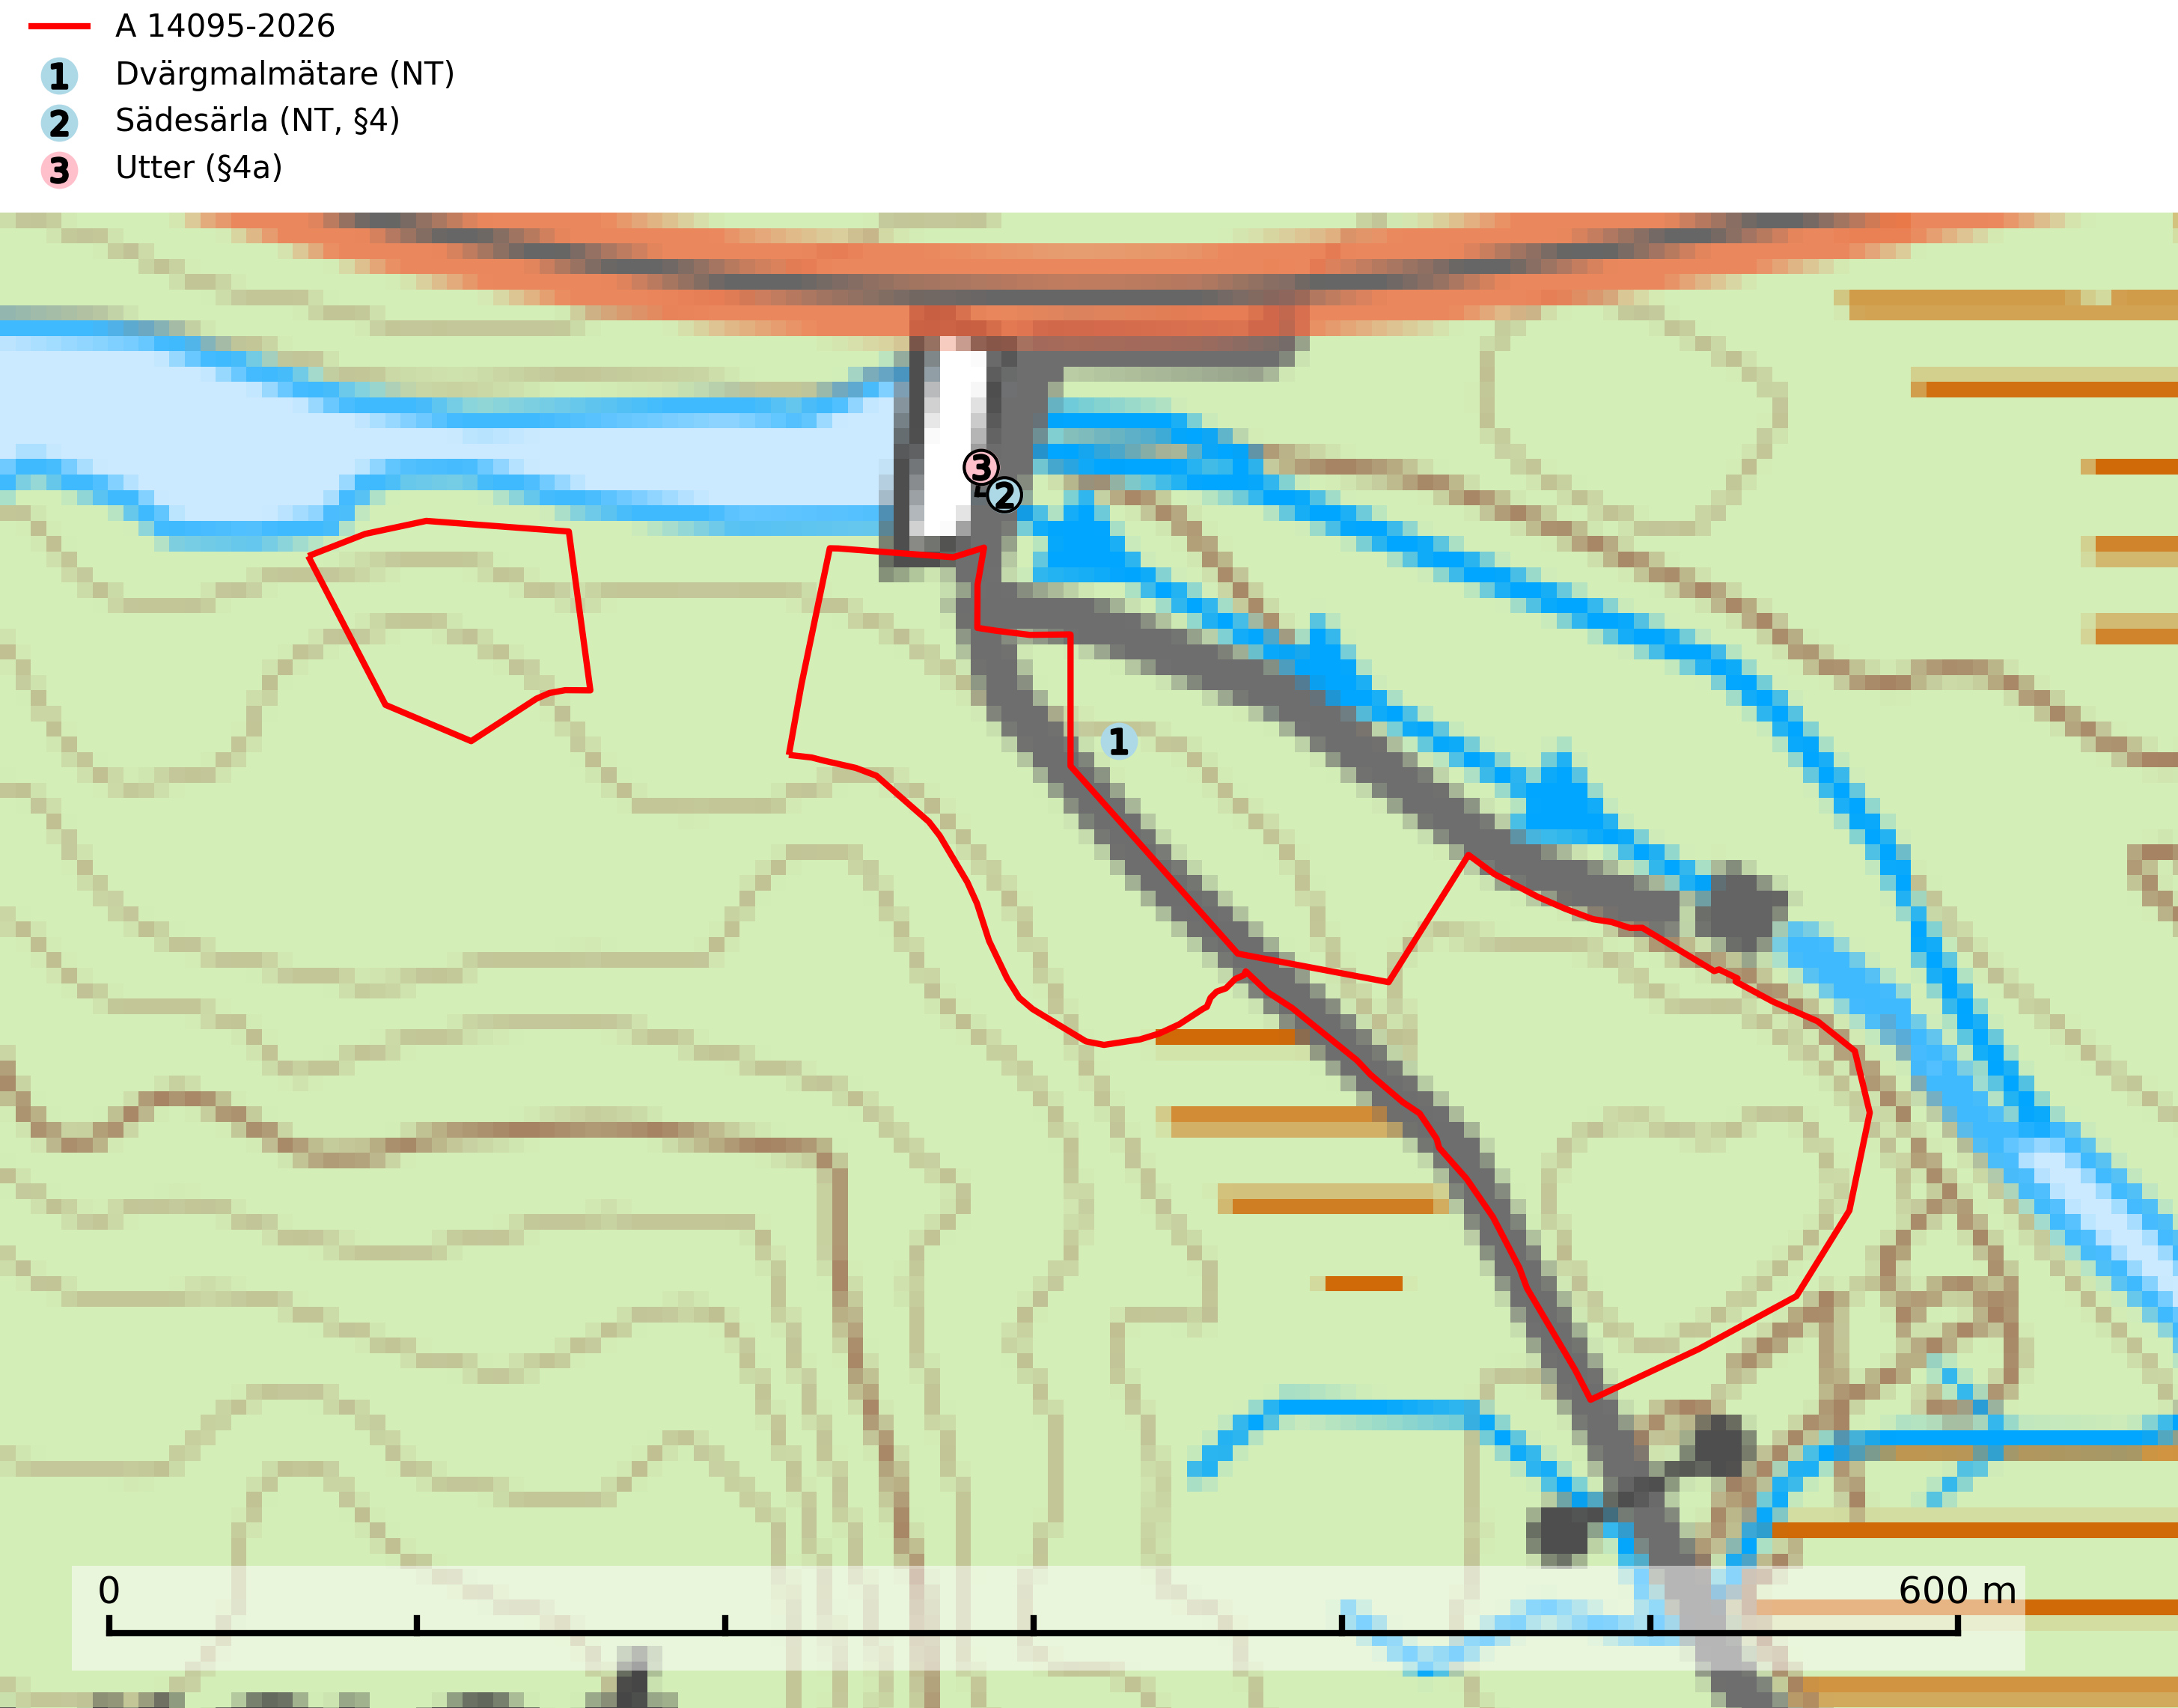 A 14095-2026
1 Dvärgmalmätare (NT)
2 Sädesärla (NT, §4)
3 Utter (§4a)
3
2
1
0 600 m